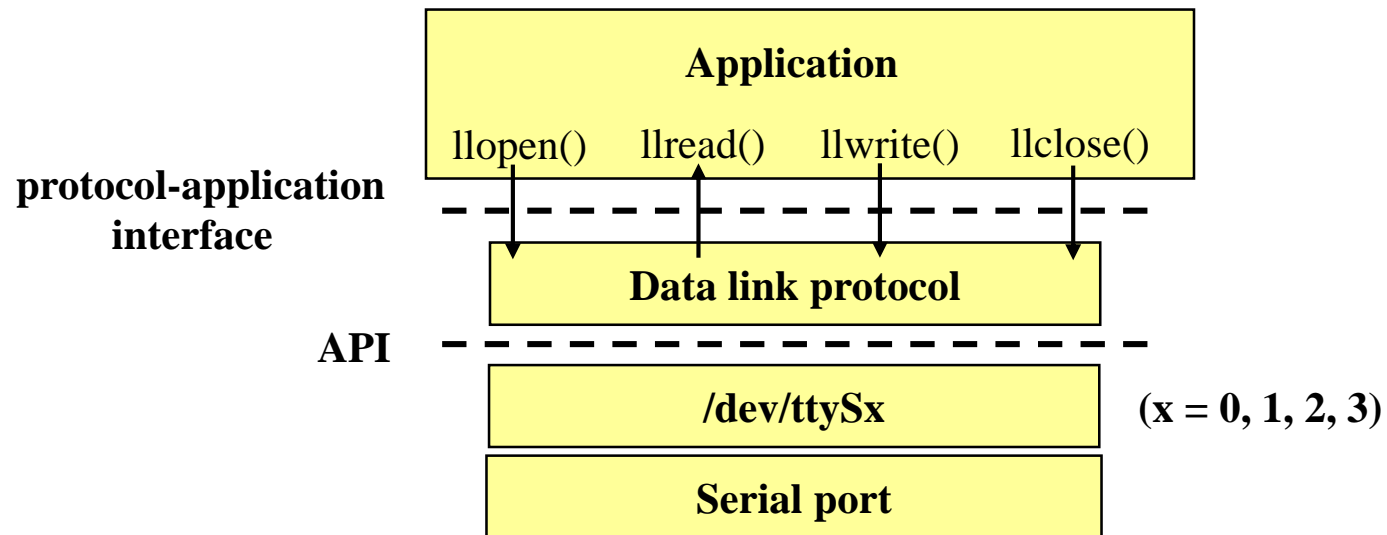 Application
llopen() llread() llwrite() llclose()
protocol-application
interface
Data link protocol
API
/dev/ttySx (x = 0, 1, 2, 3)
Serial port